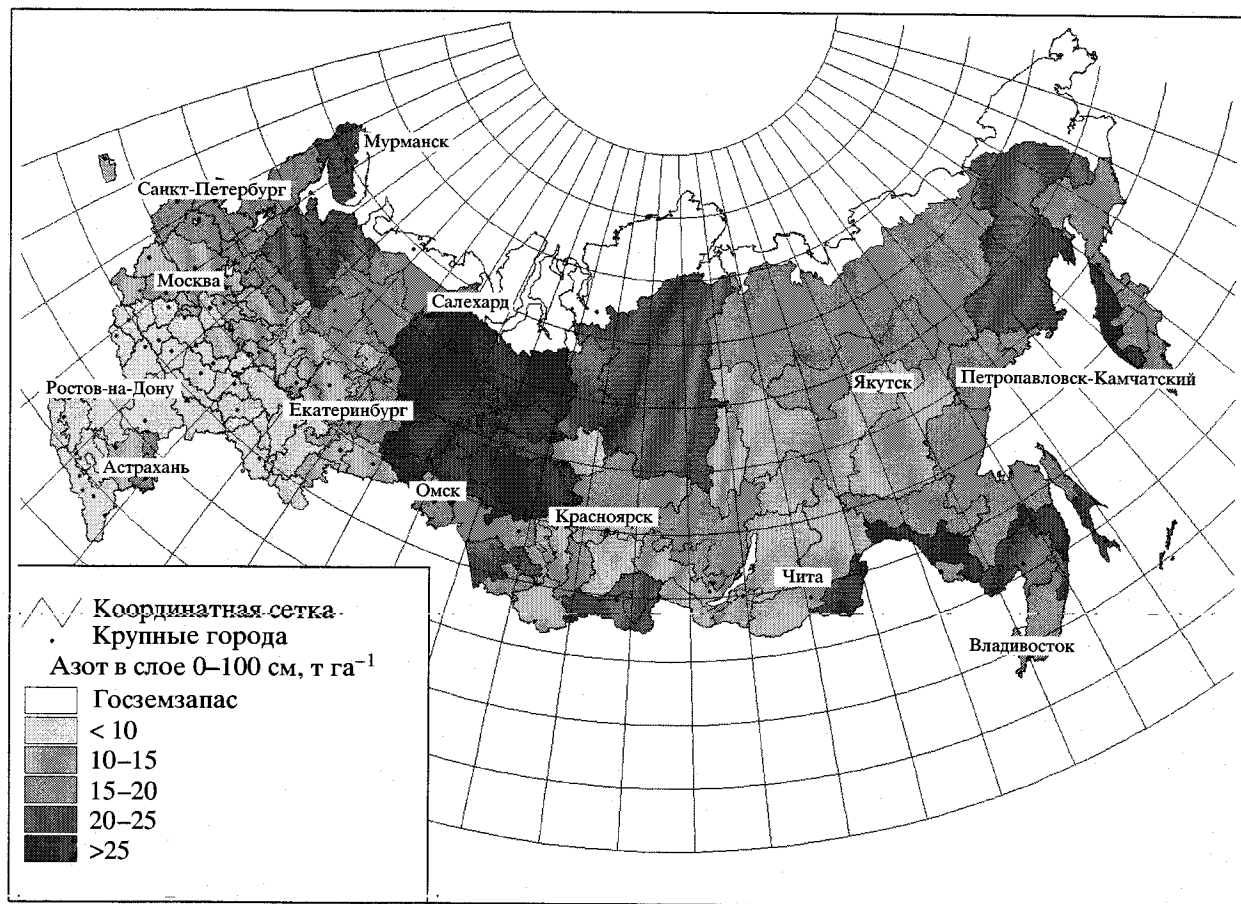 Мурманск
Санкт-Петербург
Москва
Салехард
Ростов-на-Дону
Якутск
Петропавловск-Камчатский
Екатеринбург
Астрахань
Омск
Красноярск
Чита
Владивосток
Координатная сетка
Крупные города
Азот в слое 0–100 см, т га⁻¹
Госземзапас
< 10
10–15
15–20
20–25
>25